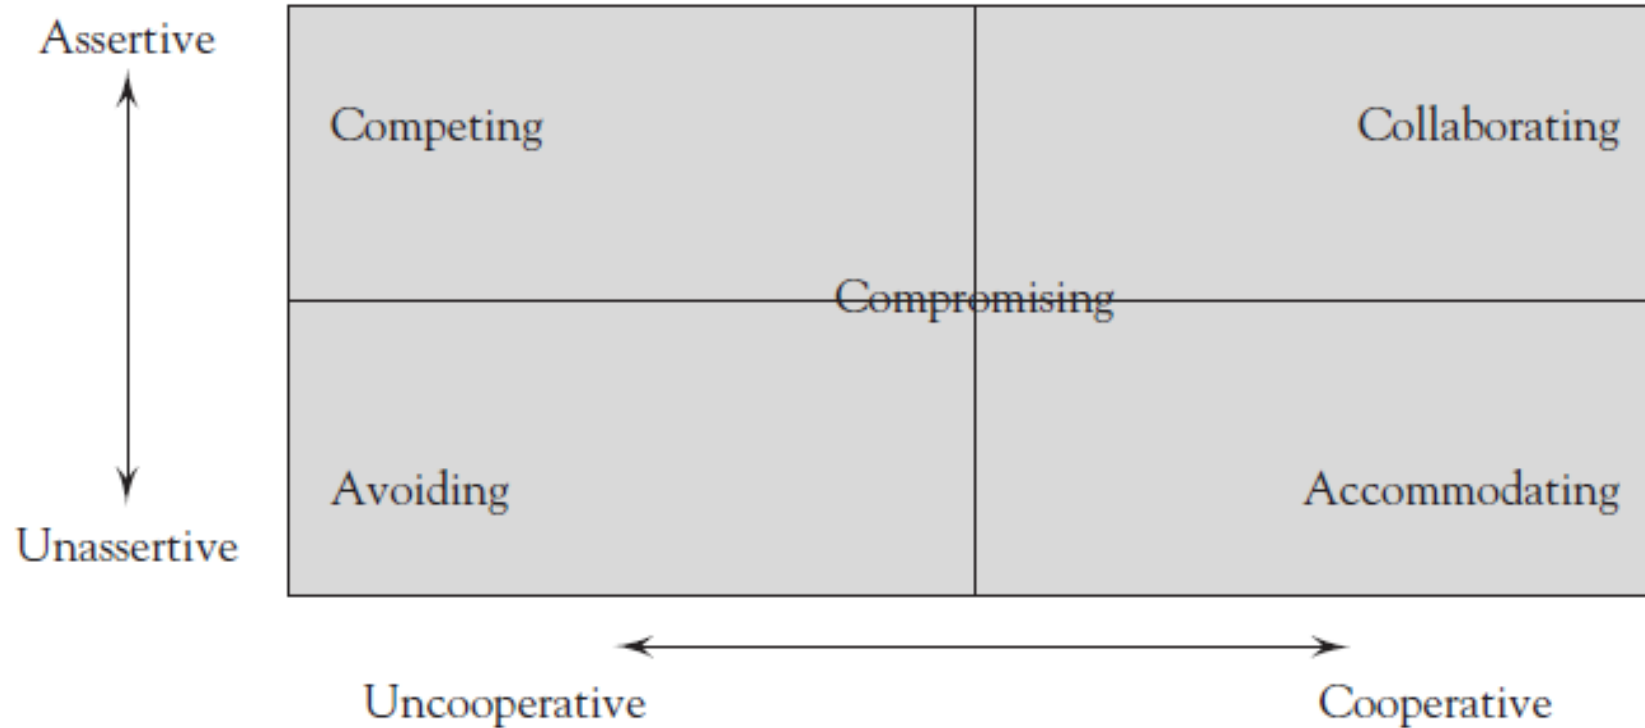 Assertive
Competing
Collaborating
Compromising
Avoiding
Accommodating
Unassertive
Uncooperative
Cooperative